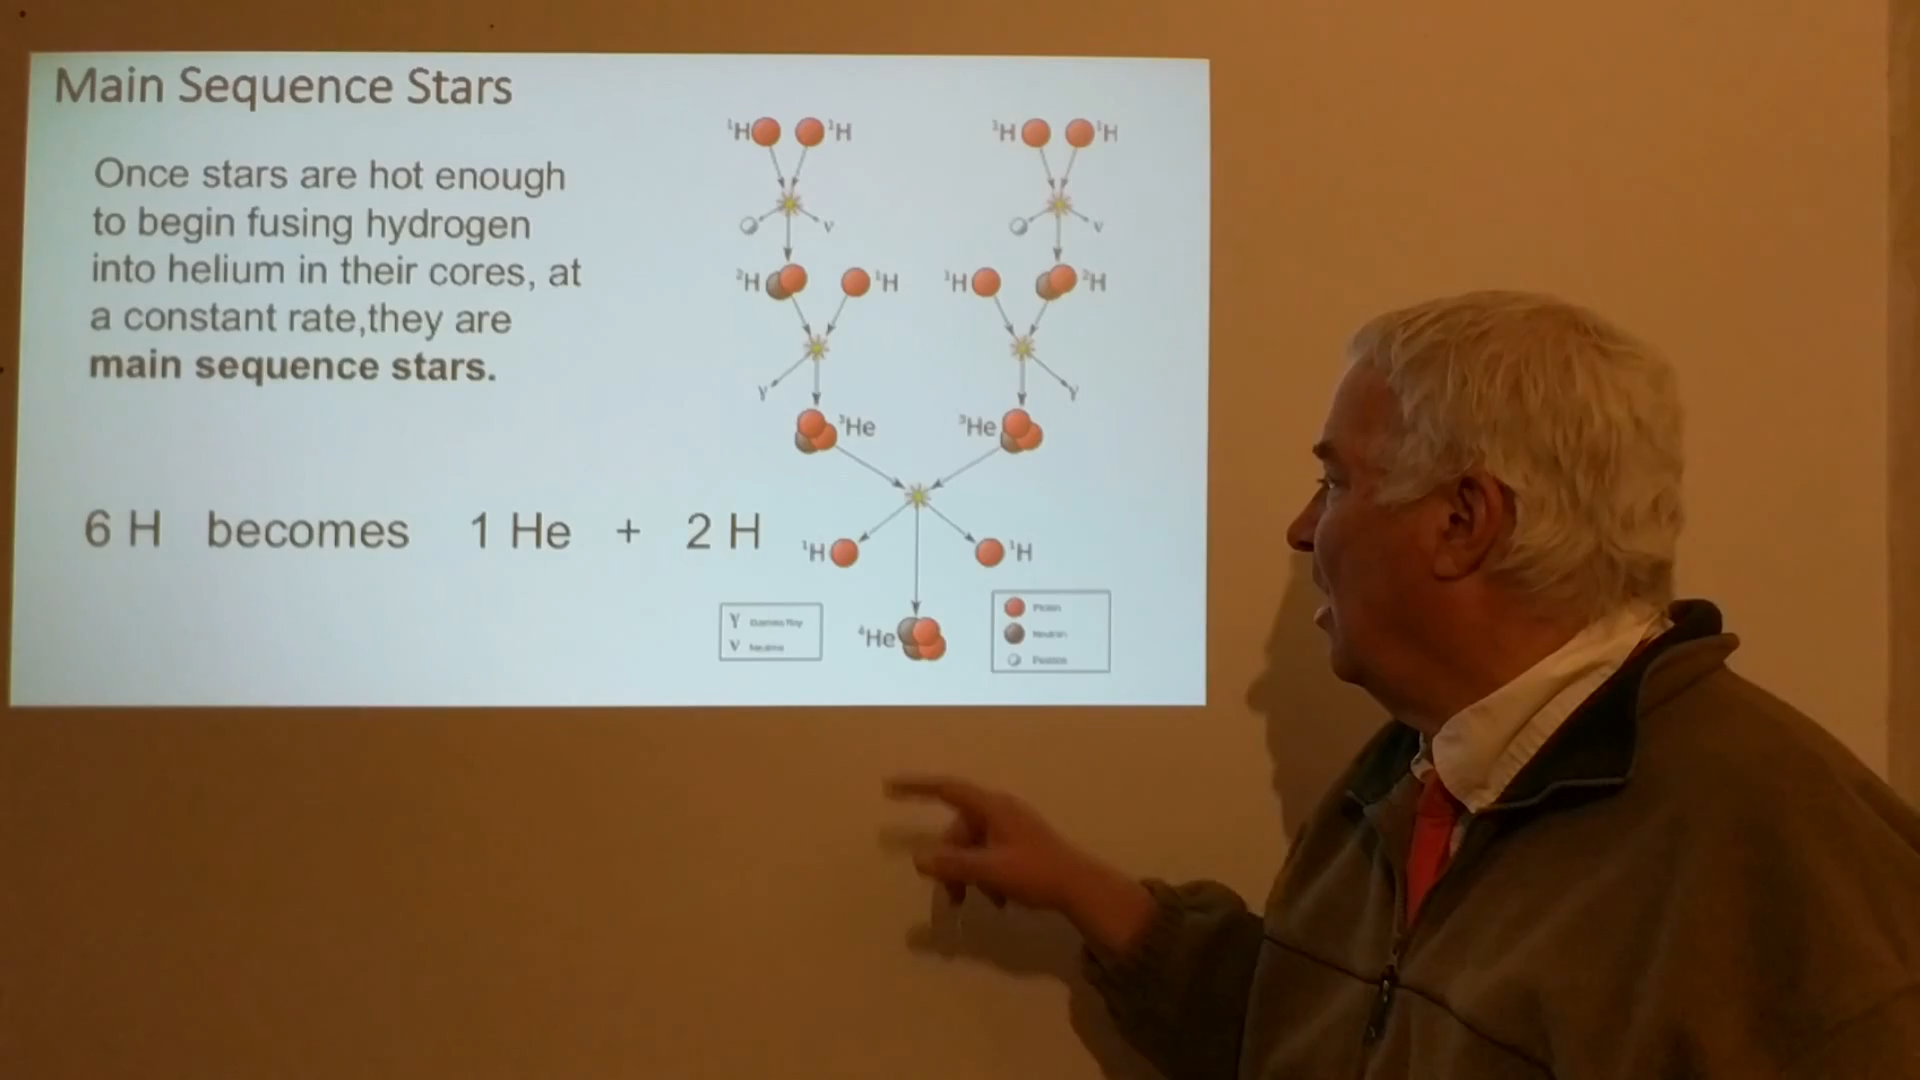 Main Sequence Stars
Once stars are hot enough
to begin fusing hydrogen
into helium in their cores, at
a constant rate,they are
main sequence stars.
6 H becomes 1 He + 2 H
¹H ¹H ¹H ¹H
ν ν
²H ¹H ¹H ²H
γ γ
³He ³He
¹H ¹H
⁴He
γ Gamma Ray
ν Neutrino
Proton
Neutron
Positron